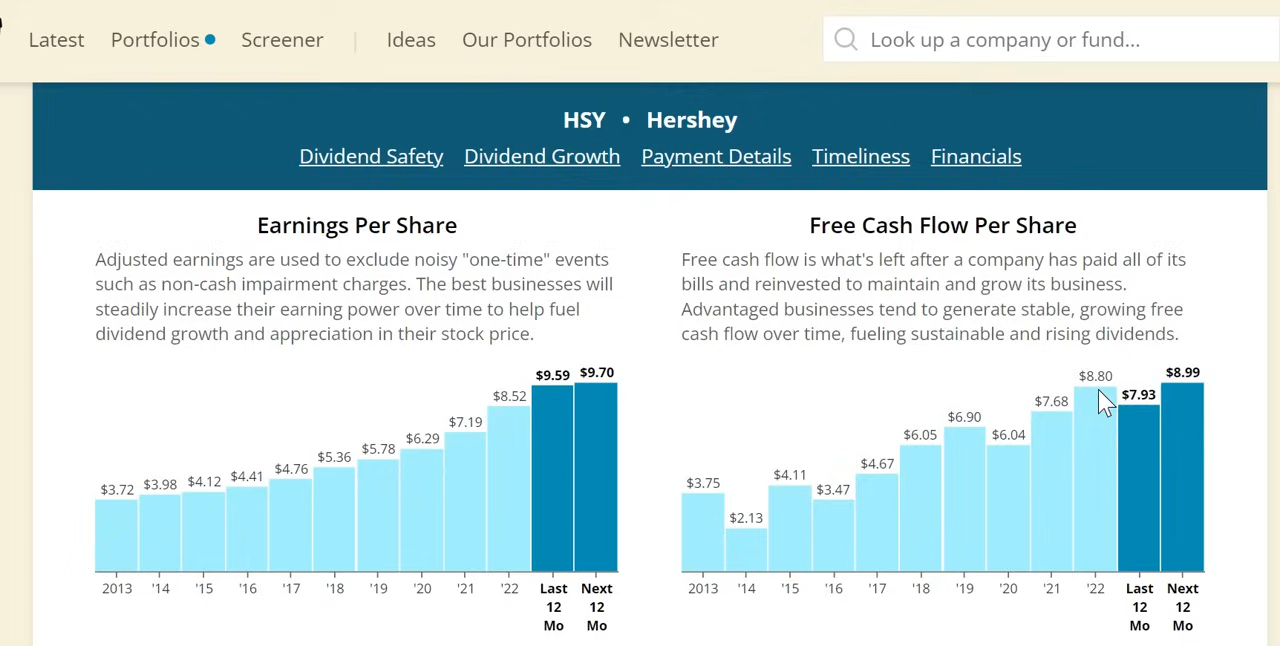 Latest Portfolios Screener | Ideas Our Portfolios Newsletter Look up a company or fund...
HSY • Hershey
Dividend Safety Dividend Growth Payment Details Timeliness Financials
Earnings Per Share
Adjusted earnings are used to exclude noisy "one-time" events
such as non-cash impairment charges. The best businesses will
steadily increase their earning power over time to help fuel
dividend growth and appreciation in their stock price.
$3.72 $3.98 $4.12 $4.41 $4.76 $5.36 $5.78 $6.29 $7.19 $8.52 $9.59 $9.70
2013 '14 '15 '16 '17 '18 '19 '20 '21 '22 Last Next
12 12
Mo Mo
Free Cash Flow Per Share
Free cash flow is what's left after a company has paid all of its
bills and reinvested to maintain and grow its business.
Advantaged businesses tend to generate stable, growing free
cash flow over time, fueling sustainable and rising dividends.
$3.75 $2.13 $4.11 $3.47 $4.67 $6.05 $6.90 $6.04 $7.68 $8.80 $7.93 $8.99
2013 '14 '15 '16 '17 '18 '19 '20 '21 '22 Last Next
12 12
Mo Mo